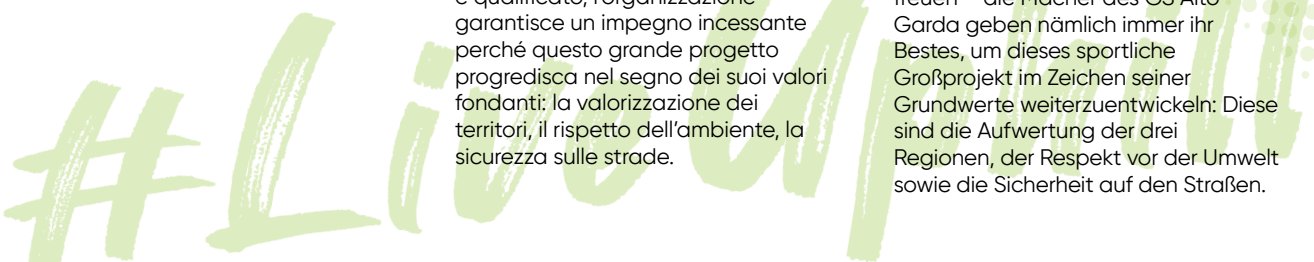 garantisce un impegno incessante
perché questo grande progetto
progredisca nel segno dei suoi valori
fondanti: la valorizzazione dei
territori, il rispetto dell’ambiente, la
sicurezza sulle strade.
Garda geben nämlich immer ihr
Bestes, um dieses sportliche
Großprojekt im Zeichen seiner
Grundwerte weiterzuentwickeln: Diese
sind die Aufwertung der drei
Regionen, der Respekt vor der Umwelt
sowie die Sicherheit auf den Straßen.
#LiveUphill